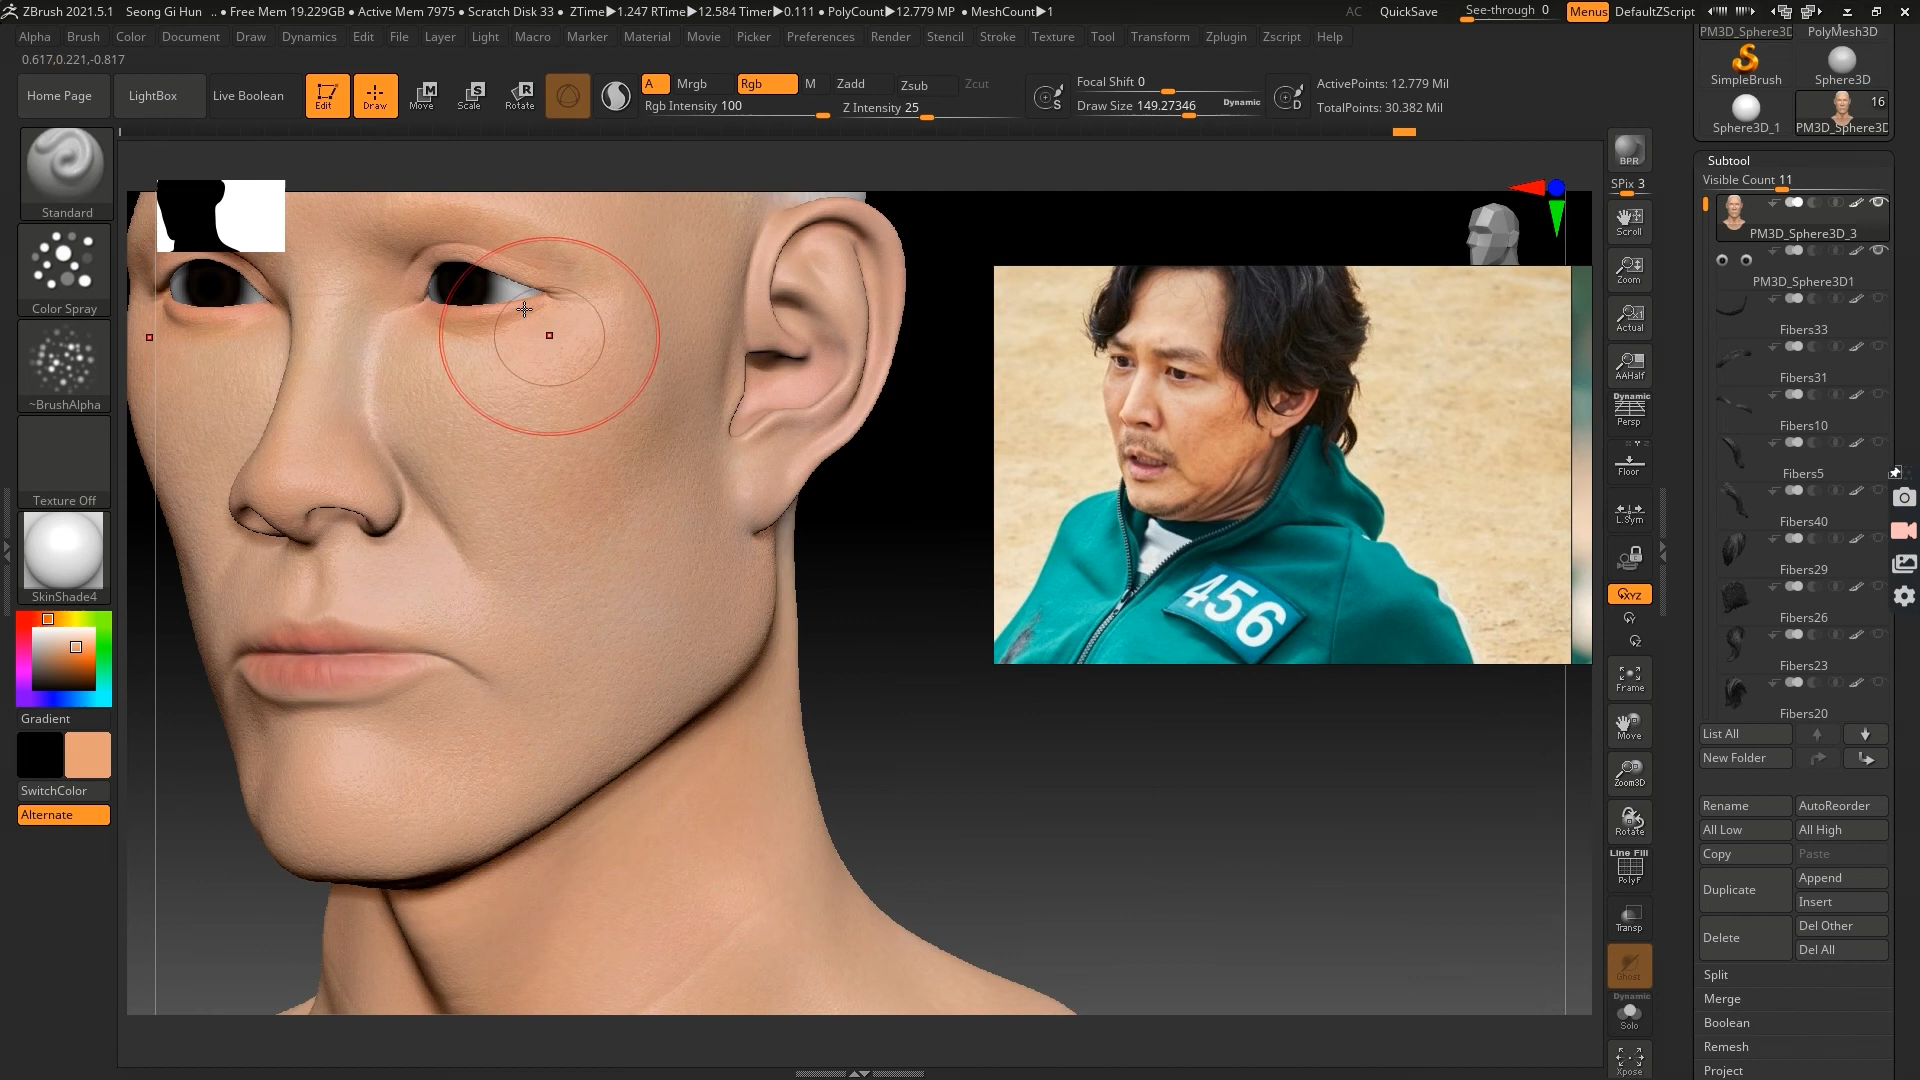 ZBrush 2021.5.1 Seong Gi Hun .. • Free Mem 19.229GB • Active Mem 7975 • Scratch Disk 33 • ZTime▶1.247 RTime▶12.584 Timer▶0.111 • PolyCount▶12.779 MP • MeshCount▶1 AC QuickSave See-through 0 Menus DefaultZScript
Alpha Brush Color Document Draw Dynamics Edit File Layer Light Macro Marker Material Movie Picker Preferences Render Stencil Stroke Texture Tool Transform Zplugin Zscript Help
0.617,0.221,-0.817
Home Page LightBox Live Boolean Edit Draw Move Scale Rotate
A Mrgb Rgb M Zadd Zsub Zcut
Rgb Intensity 100 Z Intensity 25
S Focal Shift 0
Draw Size 149.27346 Dynamic D
ActivePoints: 12.779 Mil
TotalPoints: 30.382 Mil
Standard
Color Spray
~BrushAlpha
Texture Off
SkinShade4
Gradient
SwitchColor
Alternate
456
BPR
SPix 3
Scroll
Zoom
Actual
AAHalf
Dynamic
Persp
Floor
L.Sym
XYZ
Y
Z
Frame
Move
Zoom3D
Rotate
Line Fill
PolyF
Transp
Ghost
Dynamic
Solo
Xpose
PM3D_Sphere3D PolyMesh3D
SimpleBrush Sphere3D
16
Sphere3D_1 PM3D_Sphere3D
Subtool
Visible Count 11
PM3D_Sphere3D_3
PM3D_Sphere3D1
Fibers33
Fibers31
Fibers10
Fibers5
Fibers40
Fibers29
Fibers26
Fibers23
Fibers20
List All
New Folder
Rename AutoReorder
All Low All High
Copy Paste
Duplicate Append
Insert
Delete Del Other
Del All
Split
Merge
Boolean
Remesh
Project